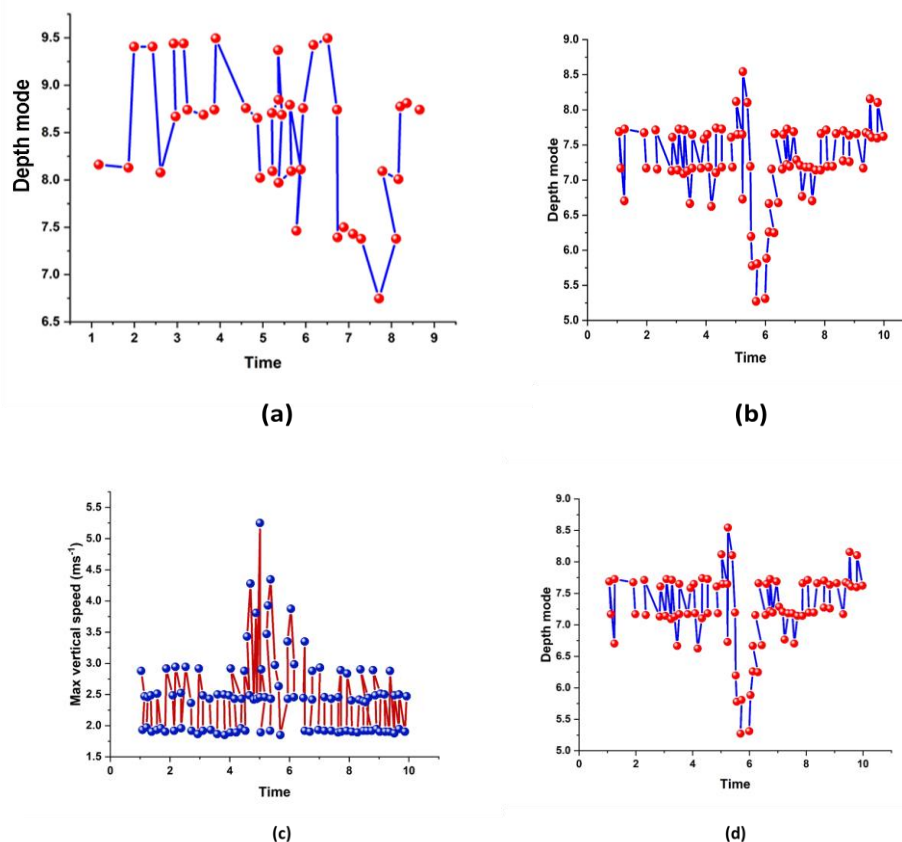 9.5
9.0
8.5
8.0
7.5
7.0
6.5
Depth mode
1 2 3 4 5 6 7 8 9
Time
(a)
9.0
8.5
8.0
7.5
7.0
6.5
6.0
5.5
5.0
Depth mode
0 2 4 6 8 10
Time
(b)
5.5
5.0
4.5
4.0
3.5
3.0
2.5
2.0
1.5
Max vertical speed (ms⁻¹)
0 2 4 6 8 10
Time
(c)
9.0
8.5
8.0
7.5
7.0
6.5
6.0
5.5
5.0
Depth mode
0 2 4 6 8 10
Time
(d)